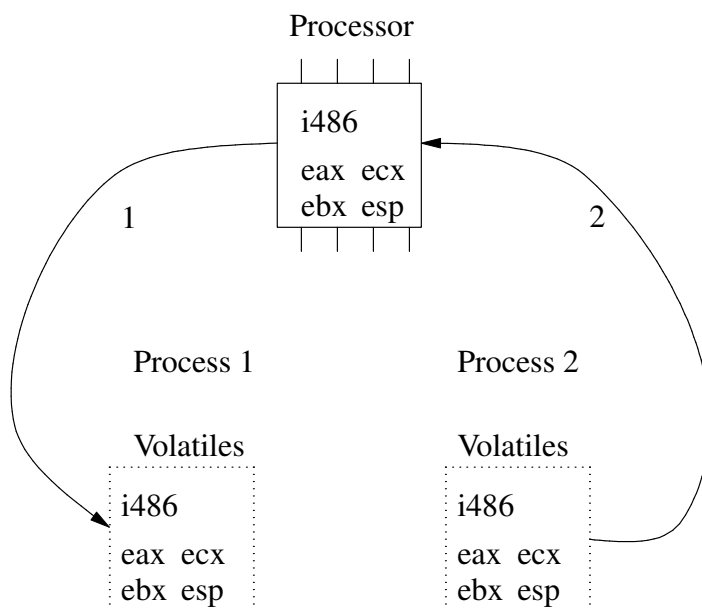 Processor
i486
eax ecx
ebx esp
1
2
Process 1
Process 2
Volatiles
Volatiles
i486
i486
eax ecx
eax ecx
ebx esp
ebx esp